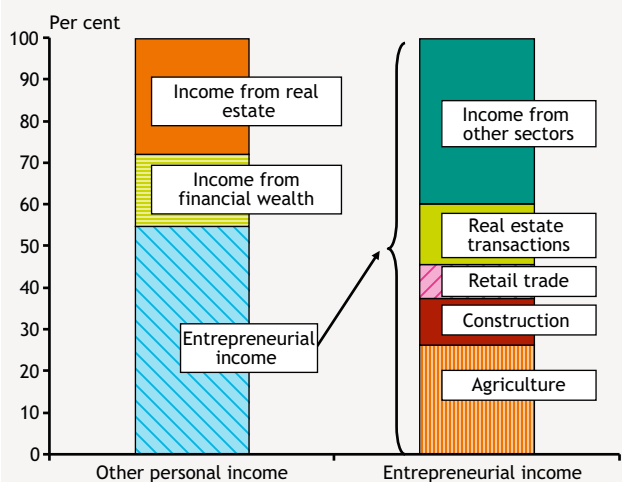 Per cent
100
90
80
70
60
50
40
30
20
10
0
Income from real
estate
Income from
financial wealth
Entrepreneurial
income
Income from
other sectors
Real estate
transactions
Retail trade
Construction
Agriculture
Other personal income
Entrepreneurial income